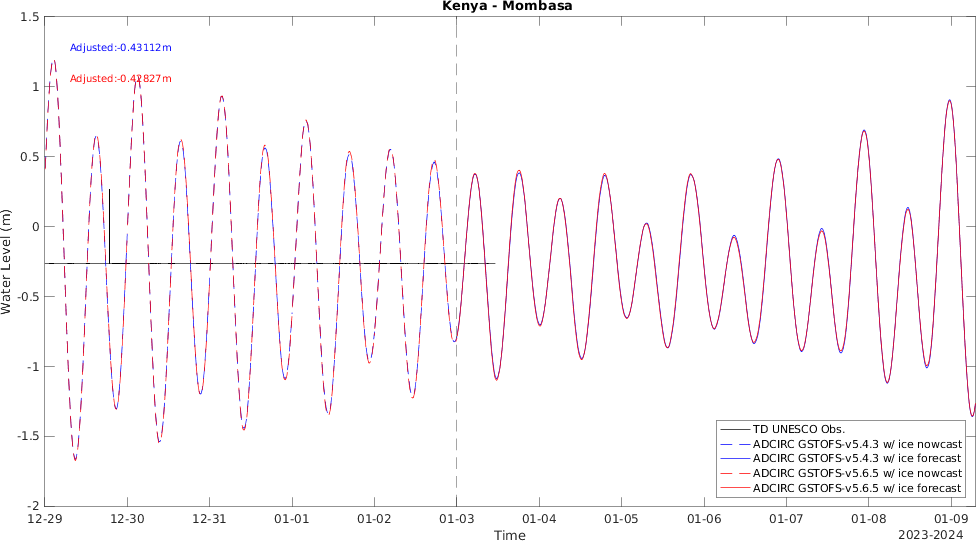 Kenya - Mombasa
Adjusted:-0.43112m
Adjusted:-0.42827m
Water Level (m)
1.5
1
0.5
0
-0.5
-1
-1.5
-2
12-29 12-30 12-31 01-01 01-02 01-03 01-04 01-05 01-06 01-07 01-08 01-09
Time
2023-2024
TD UNESCO Obs.
ADCIRC GSTOFS-v5.4.3 w/ ice nowcast
ADCIRC GSTOFS-v5.4.3 w/ ice forecast
ADCIRC GSTOFS-v5.6.5 w/ ice nowcast
ADCIRC GSTOFS-v5.6.5 w/ ice forecast